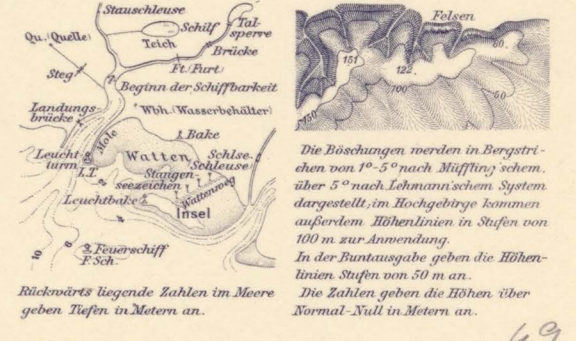 Stauschleuse
Schilf
Tal-
sperre
Qu. (Quelle)
Teich
Brücke
Steg
Ft. (Furt)
Beginn der Schiffbarkeit
Landungs-
brücke
Wbh. (Wasserbehälter)
Mole
Bake
Leucht-
turm
L.T.
Watten
Schlse.
Schleuse
Stangen-
seezeichen
Wattenweg
Leuchtbake
Insel
2
4
6
10
Feuerschiff
F. Sch.
Rückwärts liegende Zahlen im Meere
geben Tiefen in Metern an.
Felsen
151
122.
80.
100
50
150
Die Böschungen werden in Bergstri-
chen von 1°-5° nach Müffling'schem,
über 5° nach Lehmann'schem System
dargestellt; im Hochgebirge kommen
außerdem Höhenlinien in Stufen von
100 m zur Anwendung.
In der Buntausgabe geben die Höhen-
linien Stufen von 50 m an.
Die Zahlen geben die Höhen über
Normal-Null in Metern an.
49